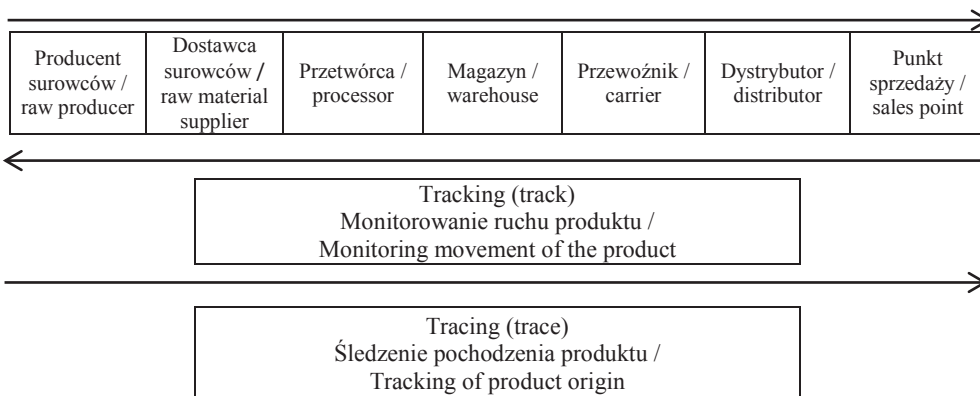 Producent
surowców /
raw producer
Dostawca
surowców /
raw material
supplier
Przetwórca /
processor
Magazyn /
warehouse
Przewoźnik /
carrier
Dystrybutor /
distributor
Punkt
sprzedaży /
sales point
Tracking (track)
Monitorowanie ruchu produktu /
Monitoring movement of the product
Tracing (trace)
Śledzenie pochodzenia produktu /
Tracking of product origin